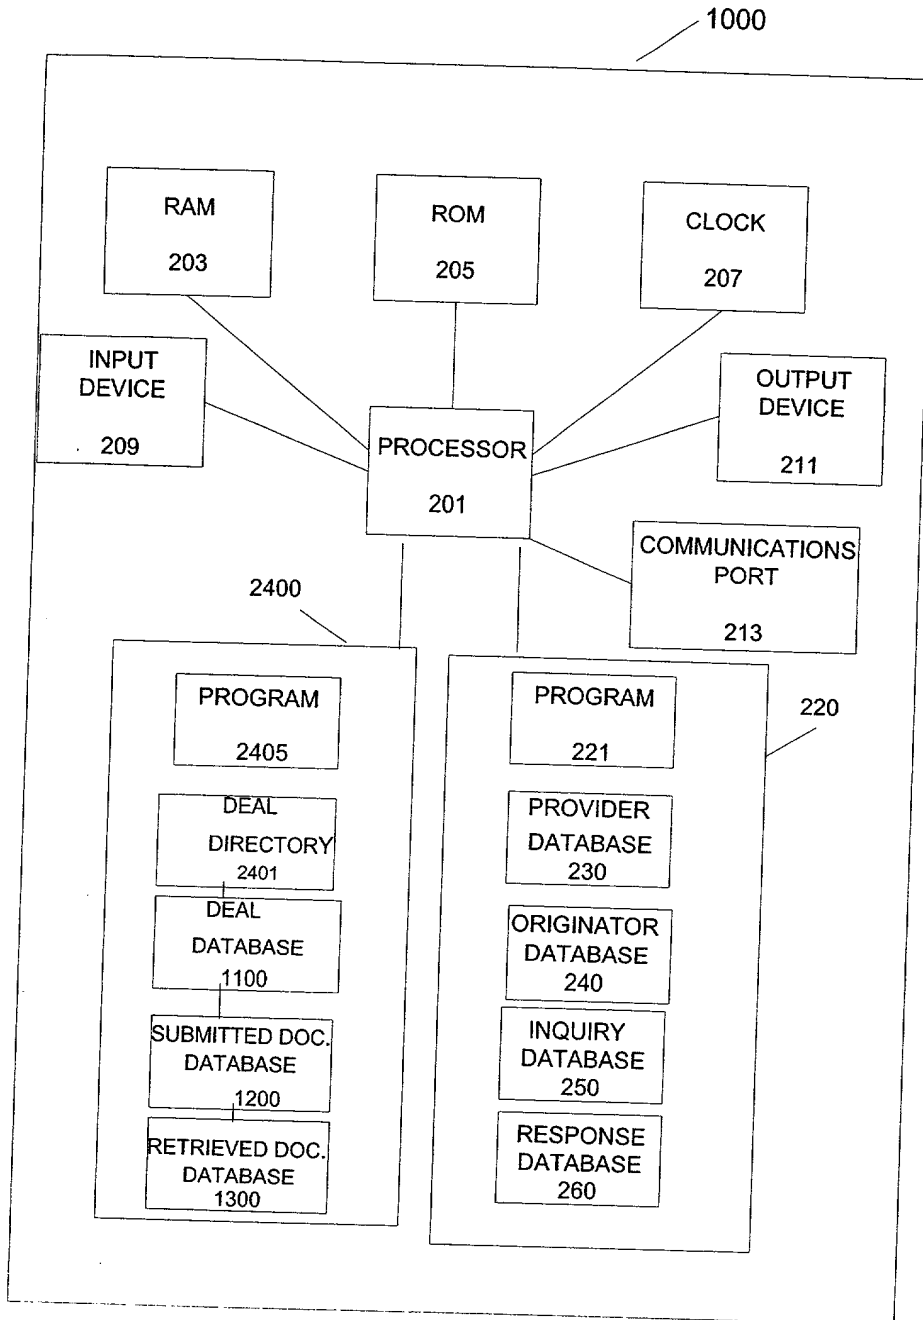 1000
RAM
203
ROM
205
CLOCK
207
INPUT
DEVICE
209
PROCESSOR
201
OUTPUT
DEVICE
211
COMMUNICATIONS
PORT
213
2400
PROGRAM
2405
DEAL
DIRECTORY
2401
DEAL
DATABASE
1100
SUBMITTED DOC.
DATABASE
1200
RETRIEVED DOC.
DATABASE
1300
220
PROGRAM
221
PROVIDER
DATABASE
230
ORIGINATOR
DATABASE
240
INQUIRY
DATABASE
250
RESPONSE
DATABASE
260